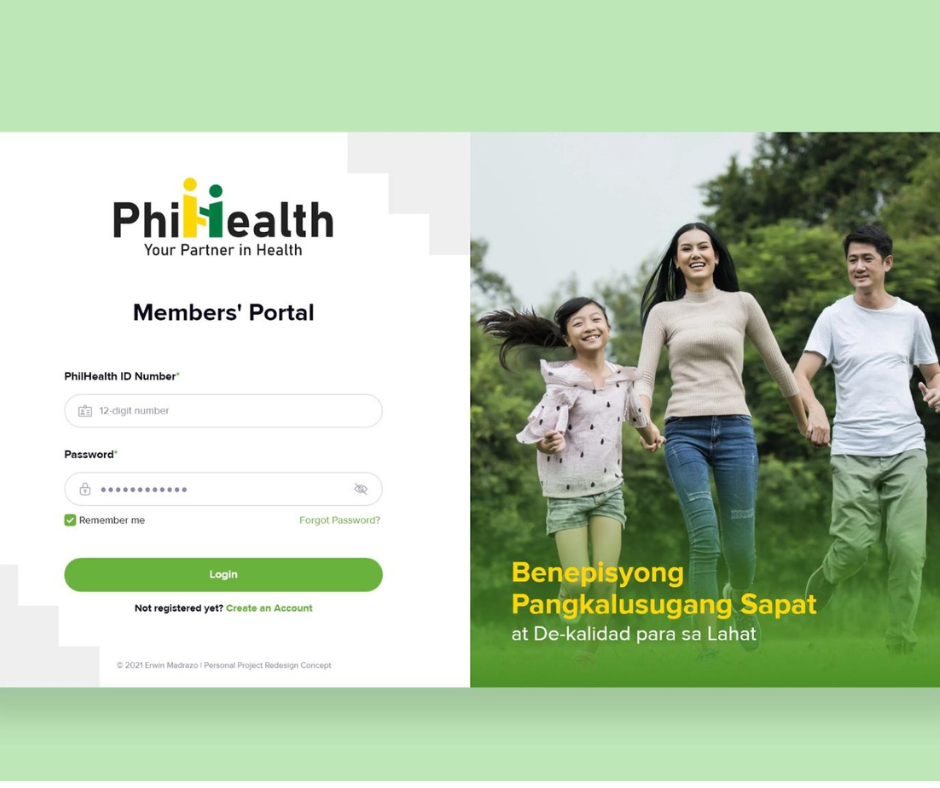 PhilHealth
Your Partner in Health
Members' Portal
PhilHealth ID Number*
12-digit number
Password*
Remember me
Forgot Password?
Login
Not registered yet? Create an Account
© 2021 Erwin Madrazo | Personal Project Redesign Concept
Benepisyong
Pangkalusugang Sapat
at De-kalidad para sa Lahat